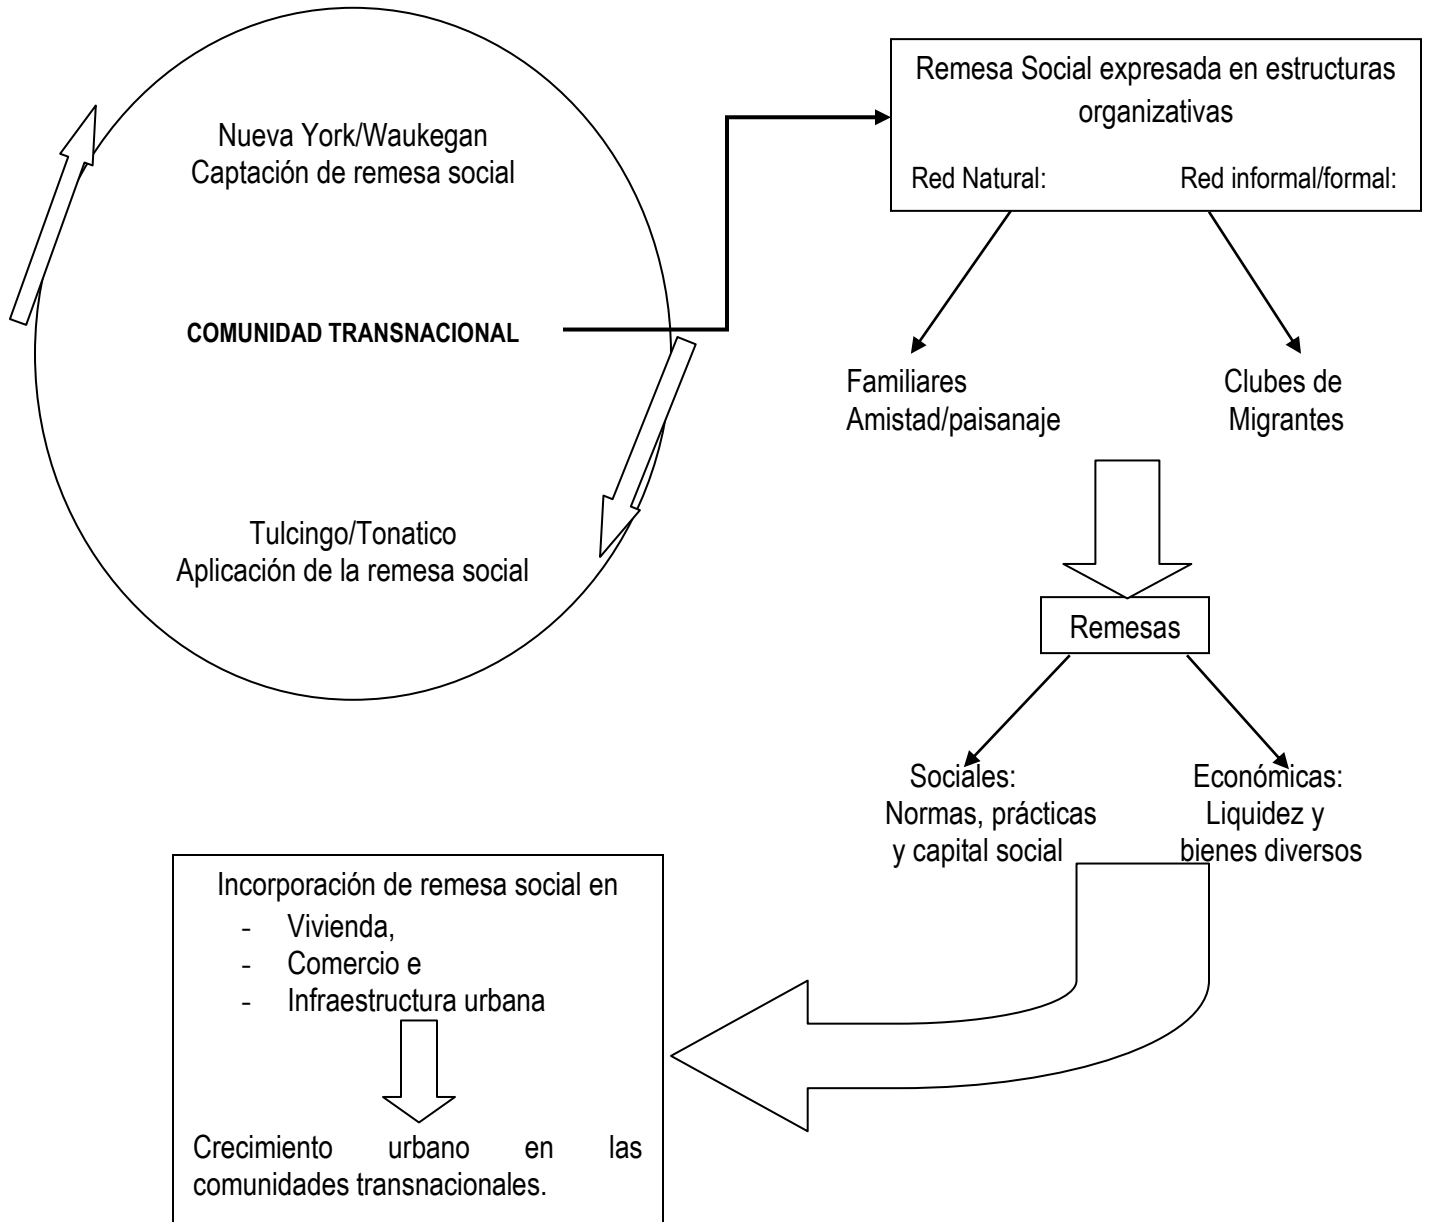 Nueva York/Waukegan
Captación de remesa social
COMUNIDAD TRANSNACIONAL
Tulcingo/Tonatico
Aplicación de la remesa social
Remesa Social expresada en estructuras
organizativas
Red Natural:
Red informal/formal:
Familiares
Amistad/paisanaje
Clubes de
Migrantes
Remesas
Sociales:
Normas, prácticas
y capital social
Económicas:
Liquidez y
bienes diversos
Incorporación de remesa social en
- Vivienda,
- Comercio e
- Infraestructura urbana
Crecimiento urbano en las
comunidades transnacionales.